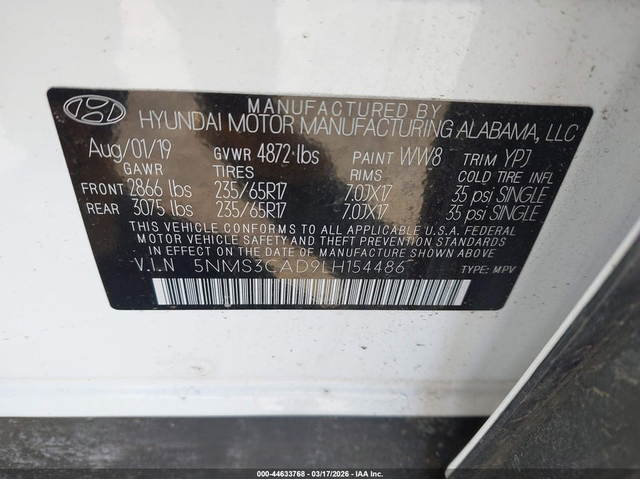 MANUFACTURED BY
HYUNDAI MOTOR MANUFACTURING ALABAMA, LLC
Aug/01/19 GVWR 4872 lbs PAINT WW8 TRIM YPJ
GAWR TIRES RIMS COLD TIRE INFL
FRONT 2866 lbs 235/65R17 7.0JX17 35 psi SINGLE
REAR 3075 lbs 235/65R17 7.0JX17 35 psi SINGLE
THIS VEHICLE CONFORMS TO ALL APPLICABLE U.S.A. FEDERAL
MOTOR VEHICLE SAFETY BUMPER, AND THEFT PREVENTION STANDARDS
IN EFFECT ON THE DATE OF MANUFACTURE SHOWN ABOVE
V.I.N 5NMS3CAD9LH154486 TYPE: MPV
000-44633768 | 03/17/2026 | IAA Inc.